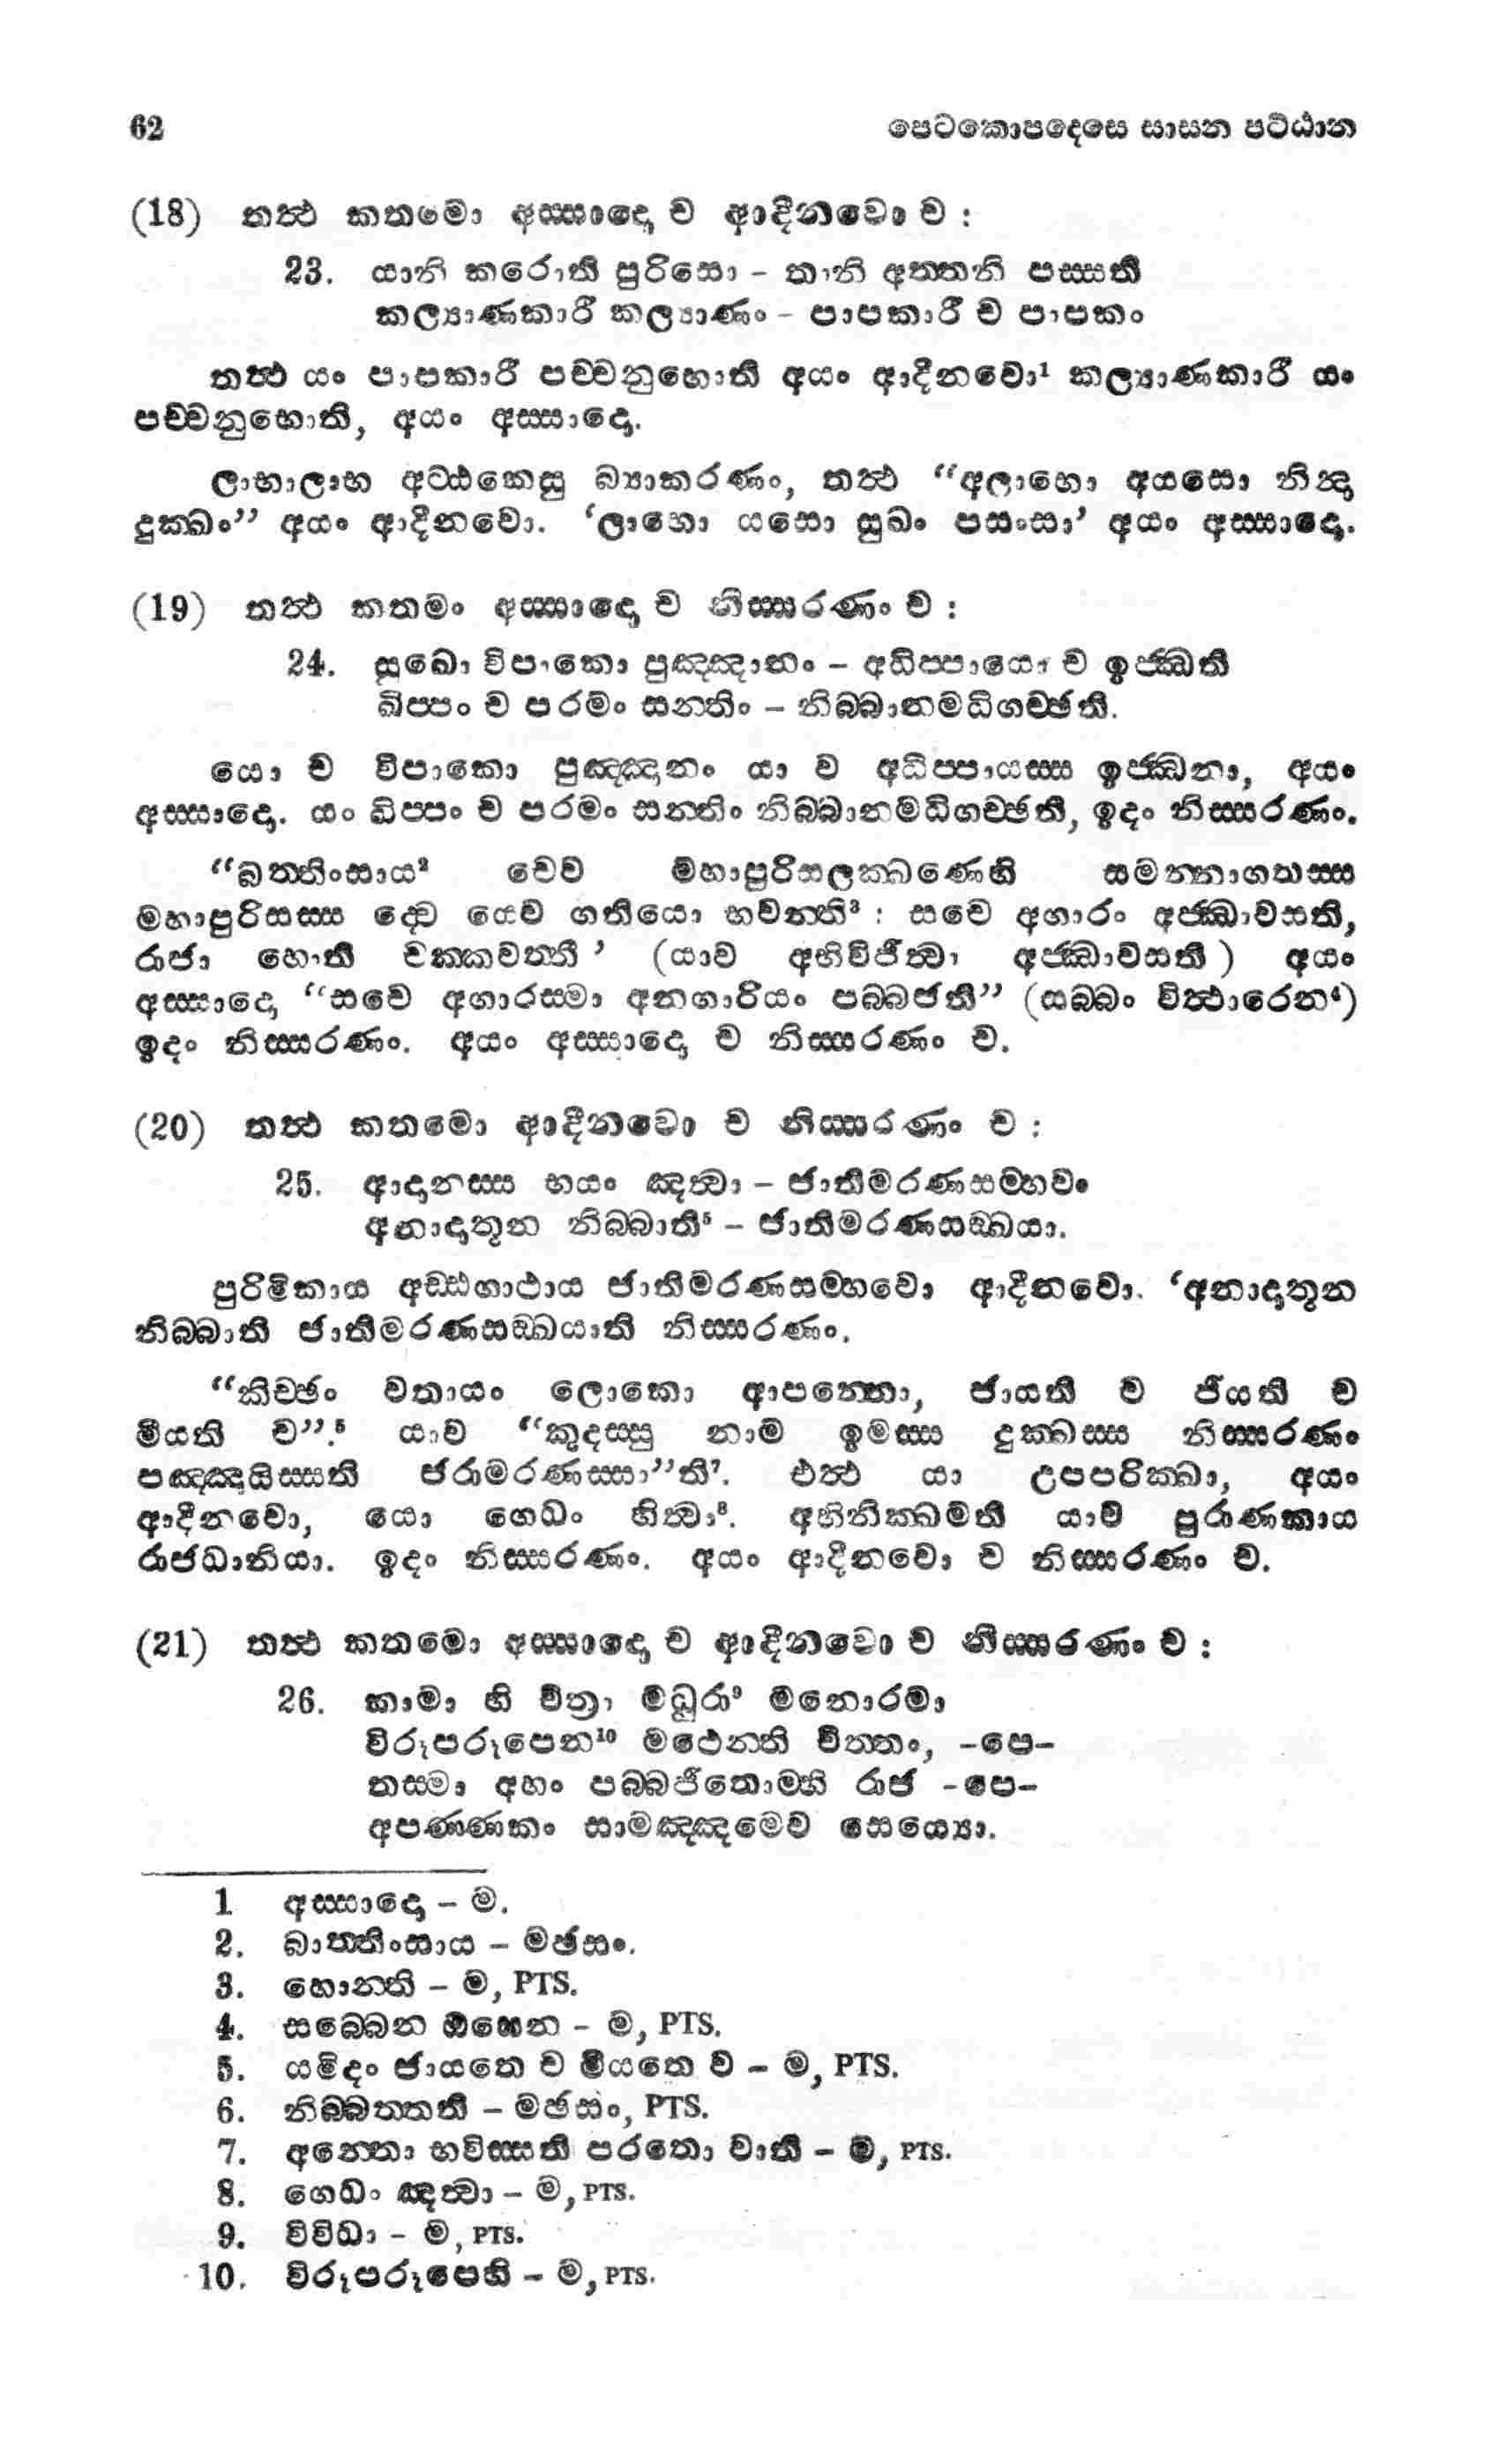 62 පෙටකොපදෙසෙ සාසන පට්ඨාන
(18) තත්‍ථ කතමො අස්සාදො ච ආදීනවො ච :
23. යානි කරොති පුරිසො – තානි අත්තනි පස්සති
කල්‍යාණකාරී කල්‍යාණං – පාපකාරී ච පාපකං
තත්‍ථ යං පාපකාරී පච්චනුභොති අයං ආදීනවො¹ කල්‍යාණකාරී යං
පච්චනුභොති, අයං අස්සාදො.
ලාභාලාභ අට්ඨකෙසු බ්‍යාකරණං, තත්‍ථ “අලාභො අයසො නින්‍දා
දුක්ඛං” අයං ආදීනවො. ‘ලාභො යසො සුඛං පසංසා’ අයං අස්සාදො.
(19) තත්‍ථ කතමං අස්සාදො ච නිස්සරණං ච :
24. සුඛො විපාකො පුඤ්ඤානං – අධිප්පායො ච ඉජ්ඣති
ඛිප්පං ච පරමං සන්තිං – නිබ්බානමධිගච්ඡති.
යො ච විපාකො පුඤ්ඤානං යා ච අධිප්පායස්ස ඉජ්ඣනා, අයං
අස්සාදො. යං ඛිප්පං ච පරමං සන්තිං නිබ්බානමධිගච්ඡති, ඉදං නිස්සරණං.
“බත්තිංසාය² චෙව මහාපුරිසලක්ඛණෙහි සමන්නාගතස්ස
මහාපුරිසස්ස ද්වෙ යෙව ගතියො භවන්ති³ : සචෙ අගාරං අජ්ඣාවසති,
රාජා හොති චක්කවත්තී ’ (යාව අභිවිජීත්‍වා අජ්ඣාවසති ) අයං
අස්සාදො, “සචෙ අගාරස්මා අනගාරියං පබ්බජති” (සබ්බං විත්‍ථාරෙන⁴)
ඉදං නිස්සරණං. අයං අස්සාදො ච නිස්සරණං ච.
(20) තත්‍ථ කතමො ආදීනවො ච නිස්සරණං ච :
25. ආදානස්ස භයං ඤත්‍වා – ජාතිමරණසම්භවං
අනාදාතූන නිබ්බාති⁵ – ජාතිමරණසඞ්ඛයා.
පුරිමිකාය අඩ්ඪගාථාය ජාතිමරණසම්භවො ආදීනවො. ‘අනාදාතූන
නිබ්බාති ජාතිමරණසඞ්ඛයාති නිස්සරණං.
“කිච්ඡං වතායං ලොකො ආපන්නො, ජායති ච ජීයති ච
මීයති ච”.⁵ යාව “කුදස්සු නාම ඉමස්ස දුක්ඛස්ස නිස්සරණං
පඤ්ඤායිස්සති ජරාමරණස්සා”ති⁷. එත්‍ථ යා උපපරික්ඛා, අයං
ආදීනවො, යො ගෙධං හිත්‍වා⁸. අභිනික්ඛමති යාව පුරාණකාය
රාජධානියා. ඉදං නිස්සරණං. අයං ආදීනවො ච නිස්සරණං ච.
(21) තත්‍ථ කතමො අස්සාදො ච ආදීනවො ච නිස්සරණං ච :
26. කාමා හි චිත්‍රා මධුරා⁹ මනොරමා
විරූපරූපෙන¹⁰ මථෙන්ති චිත්තං, –පෙ–
තස්මා අහං පබ්බජිතොම්හි රාජ –පෙ–
අපණ්ණකං සාමඤ්ඤමෙව සෙය්‍යො.
1 අස්සාදො – ම.
2. බාත්තිංසාය – මඡසං.
3. හොන්ති – ම, PTS.
4. සබ්බෙන ඔඝෙන – ම, PTS.
5. යමිදං ජායතෙ ච මීයතෙ ච – ම, PTS.
6. නිබ්බත්තති – මඡසං, PTS.
7. අන්තො භවිස්සති පරතො වාති – ම, PTS.
8. ගෙධං ඤත්‍වා – ම, PTS.
9. විවිධා – ම, PTS.
10. විරූපරූපෙහි – ම, PTS.